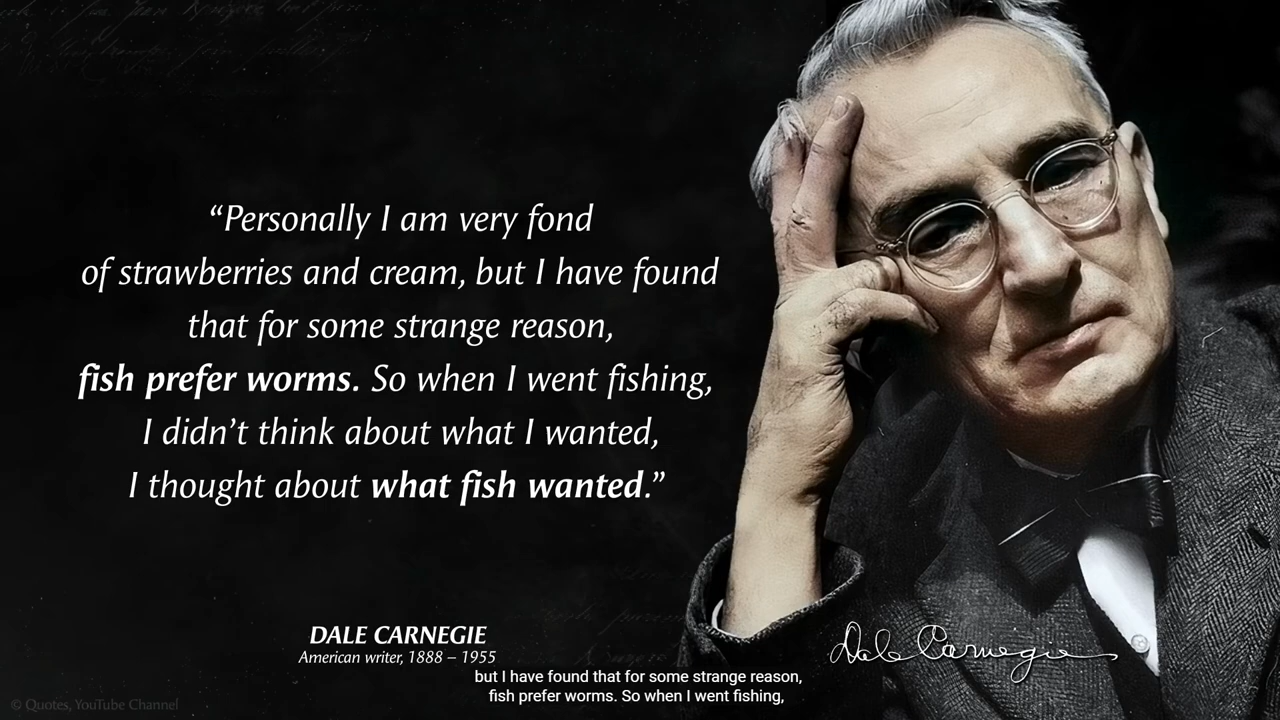 “Personally I am very fond
of strawberries and cream, but I have found
that for some strange reason,
fish prefer worms. So when I went fishing,
I didn’t think about what I wanted,
I thought about what fish wanted.”
DALE CARNEGIE
American writer, 1888 – 1955
Dale Carnegie
but I have found that for some strange reason,
fish prefer worms. So when I went fishing,
© Quotes, YouTube Channel